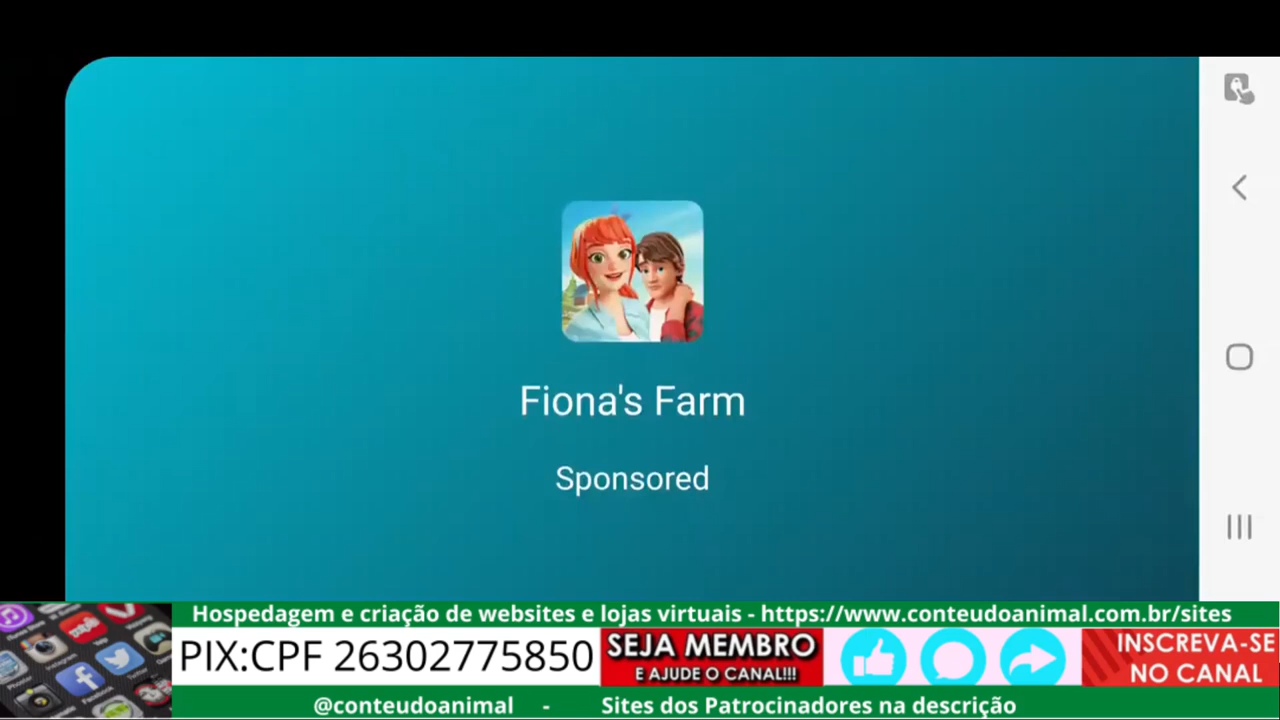 Fiona's Farm
Sponsored
Hospedagem e criação de websites e lojas virtuais - https://www.conteudoanimal.com.br/sites
PIX:CPF 26302775850
SEJA MEMBRO
E AJUDE O CANAL!!!
INSCREVA-SE
NO CANAL
@conteudoanimal - Sites dos Patrocinadores na descrição